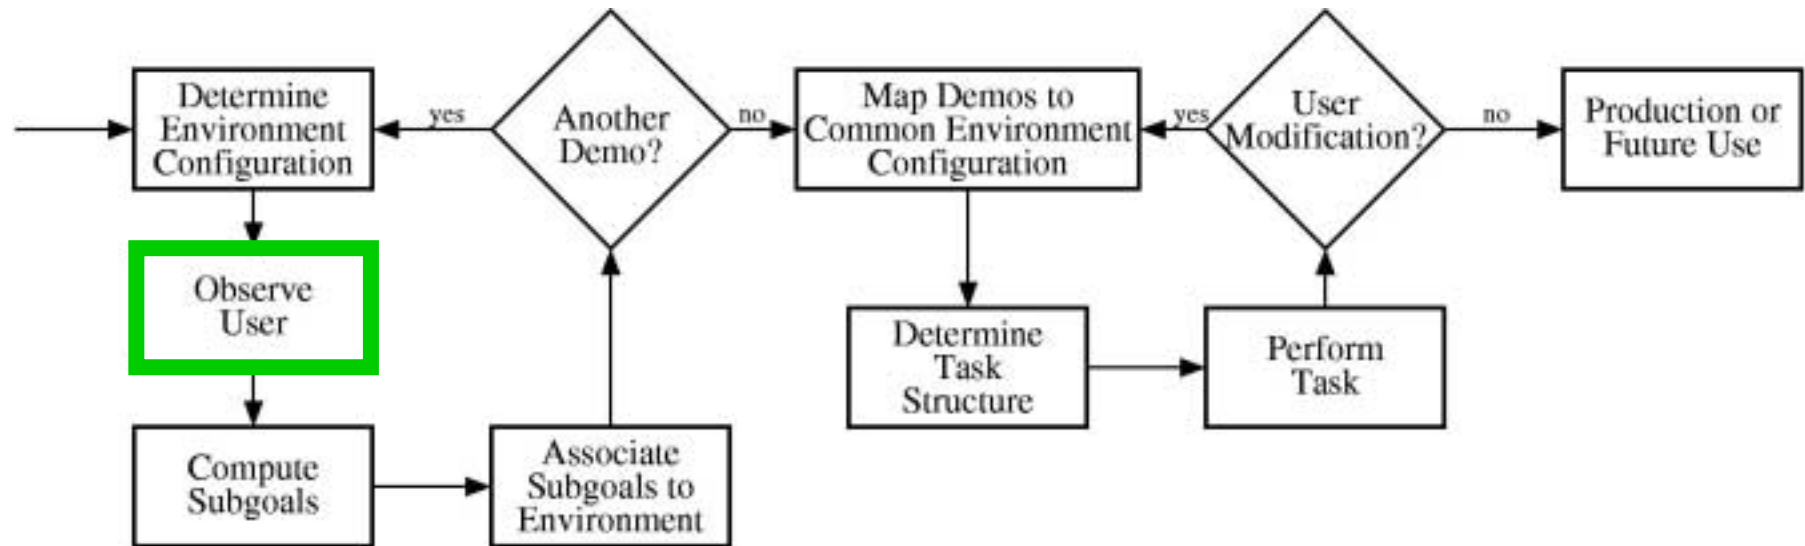 Determine
Environment
Configuration
yes
Another
Demo?
no
Map Demos to
Common Environment
Configuration
yes
User
Modification?
no
Production or
Future Use
Observe
User
Determine
Task
Structure
Perform
Task
Compute
Subgoals
Associate
Subgoals to
Environment